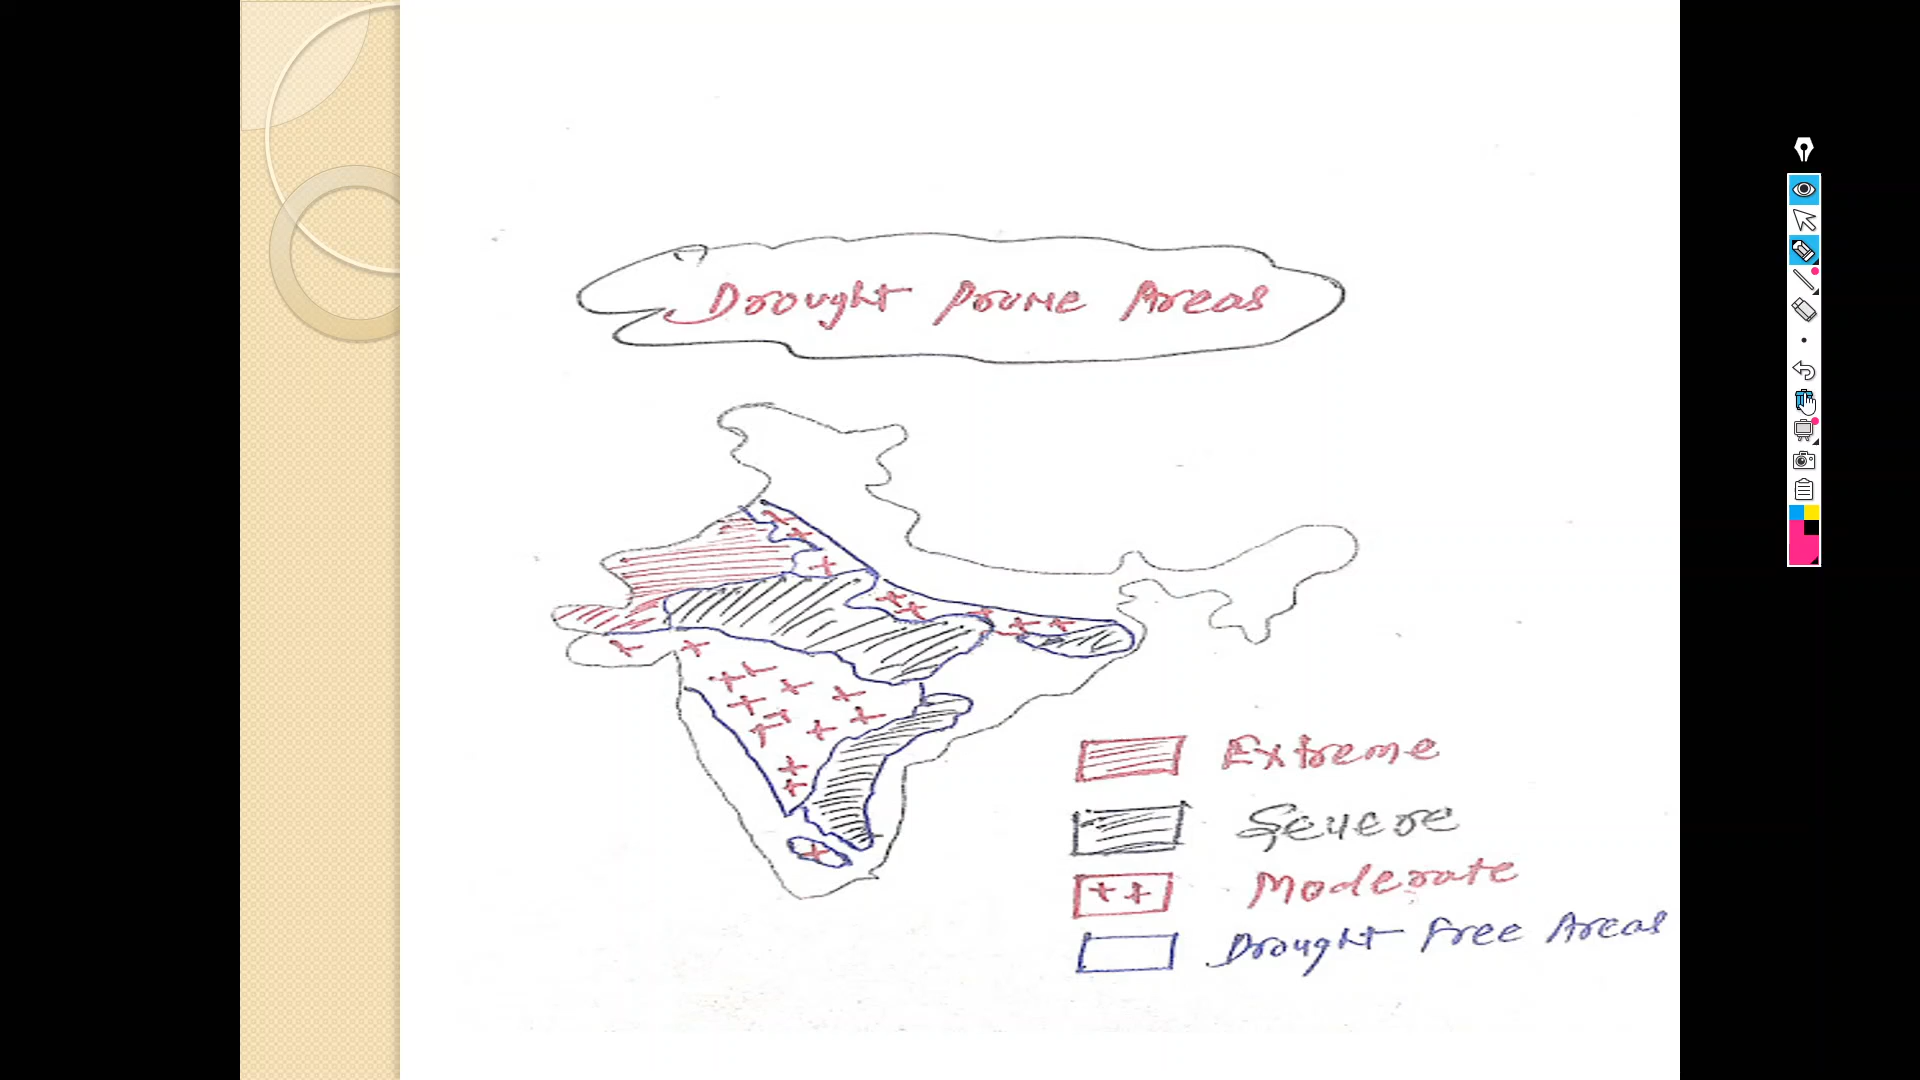 Drought Prone Areas
Extreme
Severe
++ Moderate
Drought Free Areas